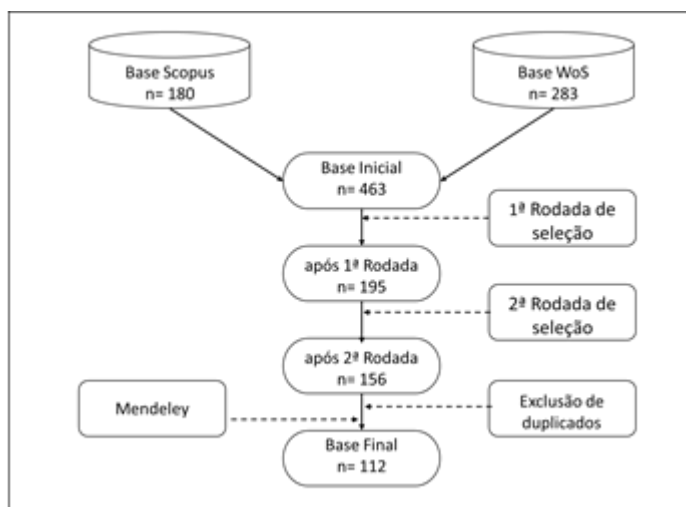 Base Scopus
n= 180
Base WoS
n= 283
Base Inicial
n= 463
1ª Rodada de
seleção
após 1ª Rodada
n= 195
2ª Rodada de
seleção
após 2ª Rodada
n= 156
Mendeley
Exclusão de
duplicados
Base Final
n= 112